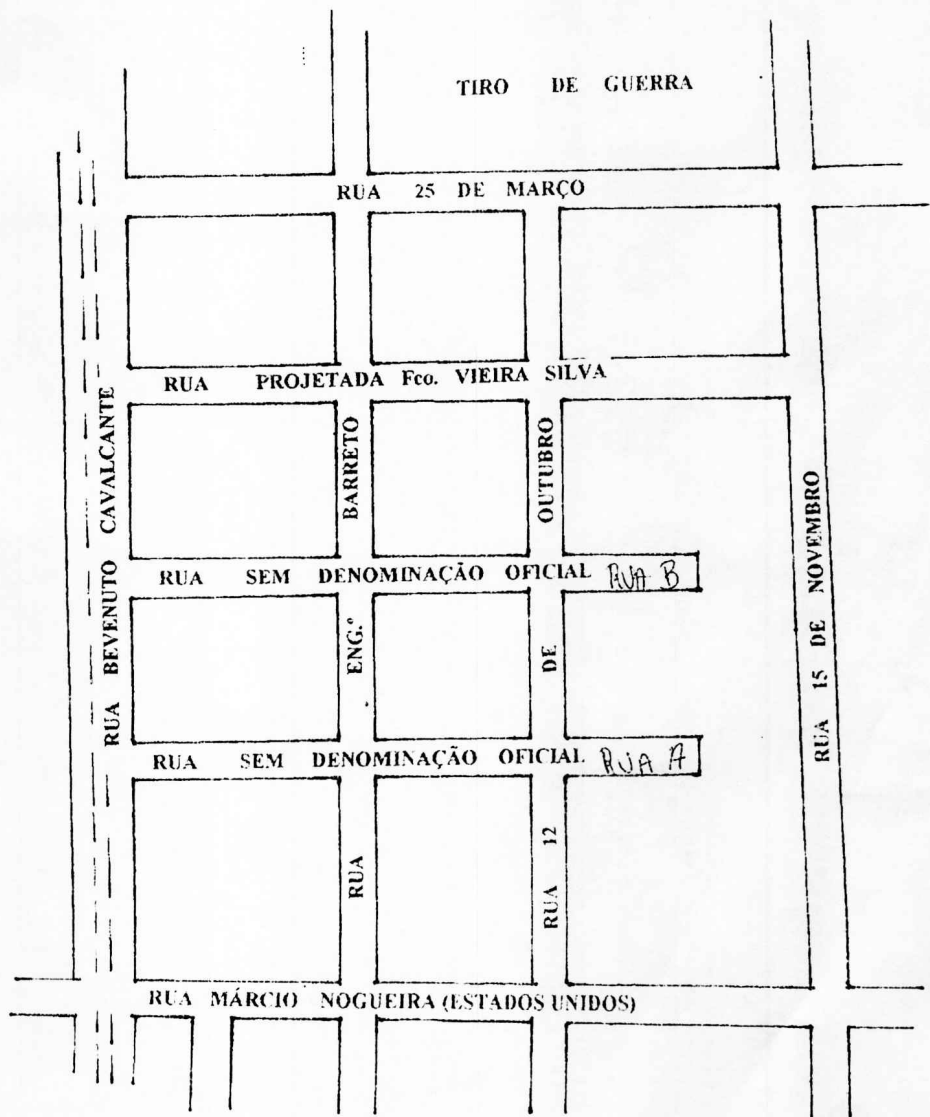 TIRO DE GUERRA
RUA 25 DE MARÇO
RUA PROJETADA Fco. VIEIRA SILVA
RUA BEVENUTO CAVALCANTE
RUA ENG.º BARRETO
RUA 12 DE OUTUBRO
RUA 15 DE NOVEMBRO
RUA SEM DENOMINAÇÃO OFICIAL RUA B
RUA SEM DENOMINAÇÃO OFICIAL RUA A
RUA MÁRCIO NOGUEIRA (ESTADOS UNIDOS)